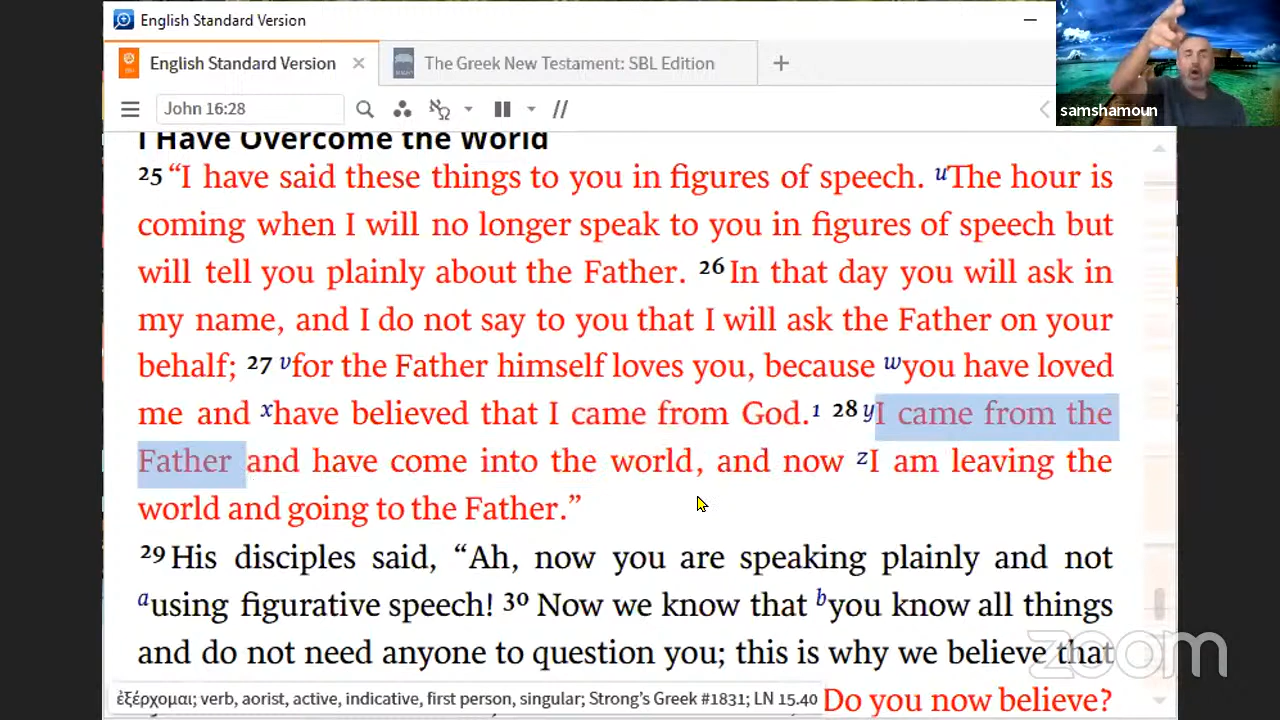 English Standard Version
English Standard Version
The Greek New Testament: SBL Edition
John 16:28
samshamoun
I Have Overcome the World
25 “I have said these things to you in figures of speech. uThe hour is
coming when I will no longer speak to you in figures of speech but
will tell you plainly about the Father. 26 In that day you will ask in
my name, and I do not say to you that I will ask the Father on your
behalf; 27 vfor the Father himself loves you, because wyou have loved
me and xhave believed that I came from God.1 28 yI came from the
Father and have come into the world, and now zI am leaving the
world and going to the Father.”
29 His disciples said, “Ah, now you are speaking plainly and not
ausing figurative speech! 30 Now we know that byou know all things
and do not need anyone to question you; this is why we believe that
zoom
ἐξέρχομαι; verb, aorist, active, indicative, first person, singular; Strong’s Greek #1831; LN 15.40
Do you now believe?